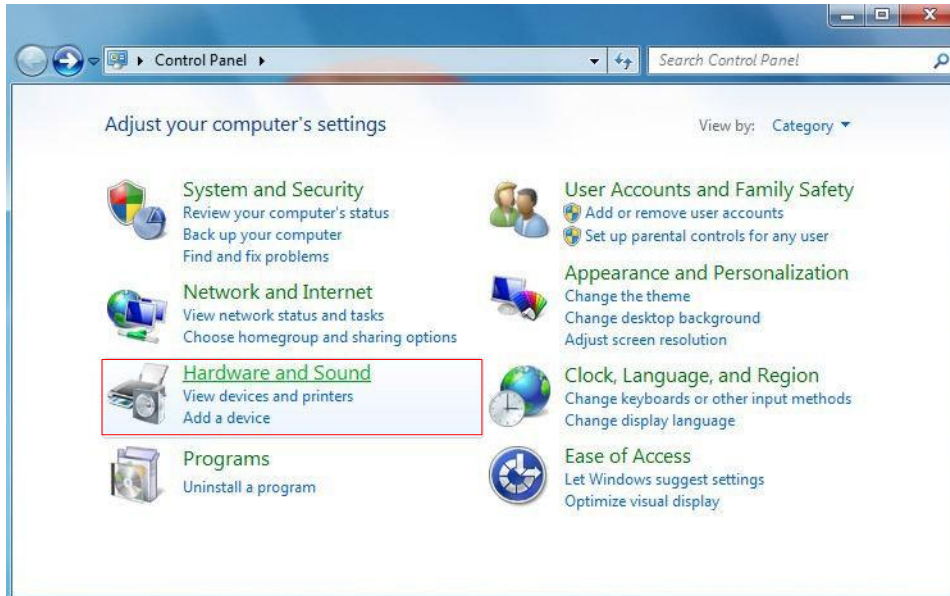 Control Panel
Search Control Panel
Adjust your computer's settings
View by: Category
System and Security
Review your computer's status
Back up your computer
Find and fix problems
Network and Internet
View network status and tasks
Choose homegroup and sharing options
Hardware and Sound
View devices and printers
Add a device
Programs
Uninstall a program
User Accounts and Family Safety
Add or remove user accounts
Set up parental controls for any user
Appearance and Personalization
Change the theme
Change desktop background
Adjust screen resolution
Clock, Language, and Region
Change keyboards or other input methods
Change display language
Ease of Access
Let Windows suggest settings
Optimize visual display